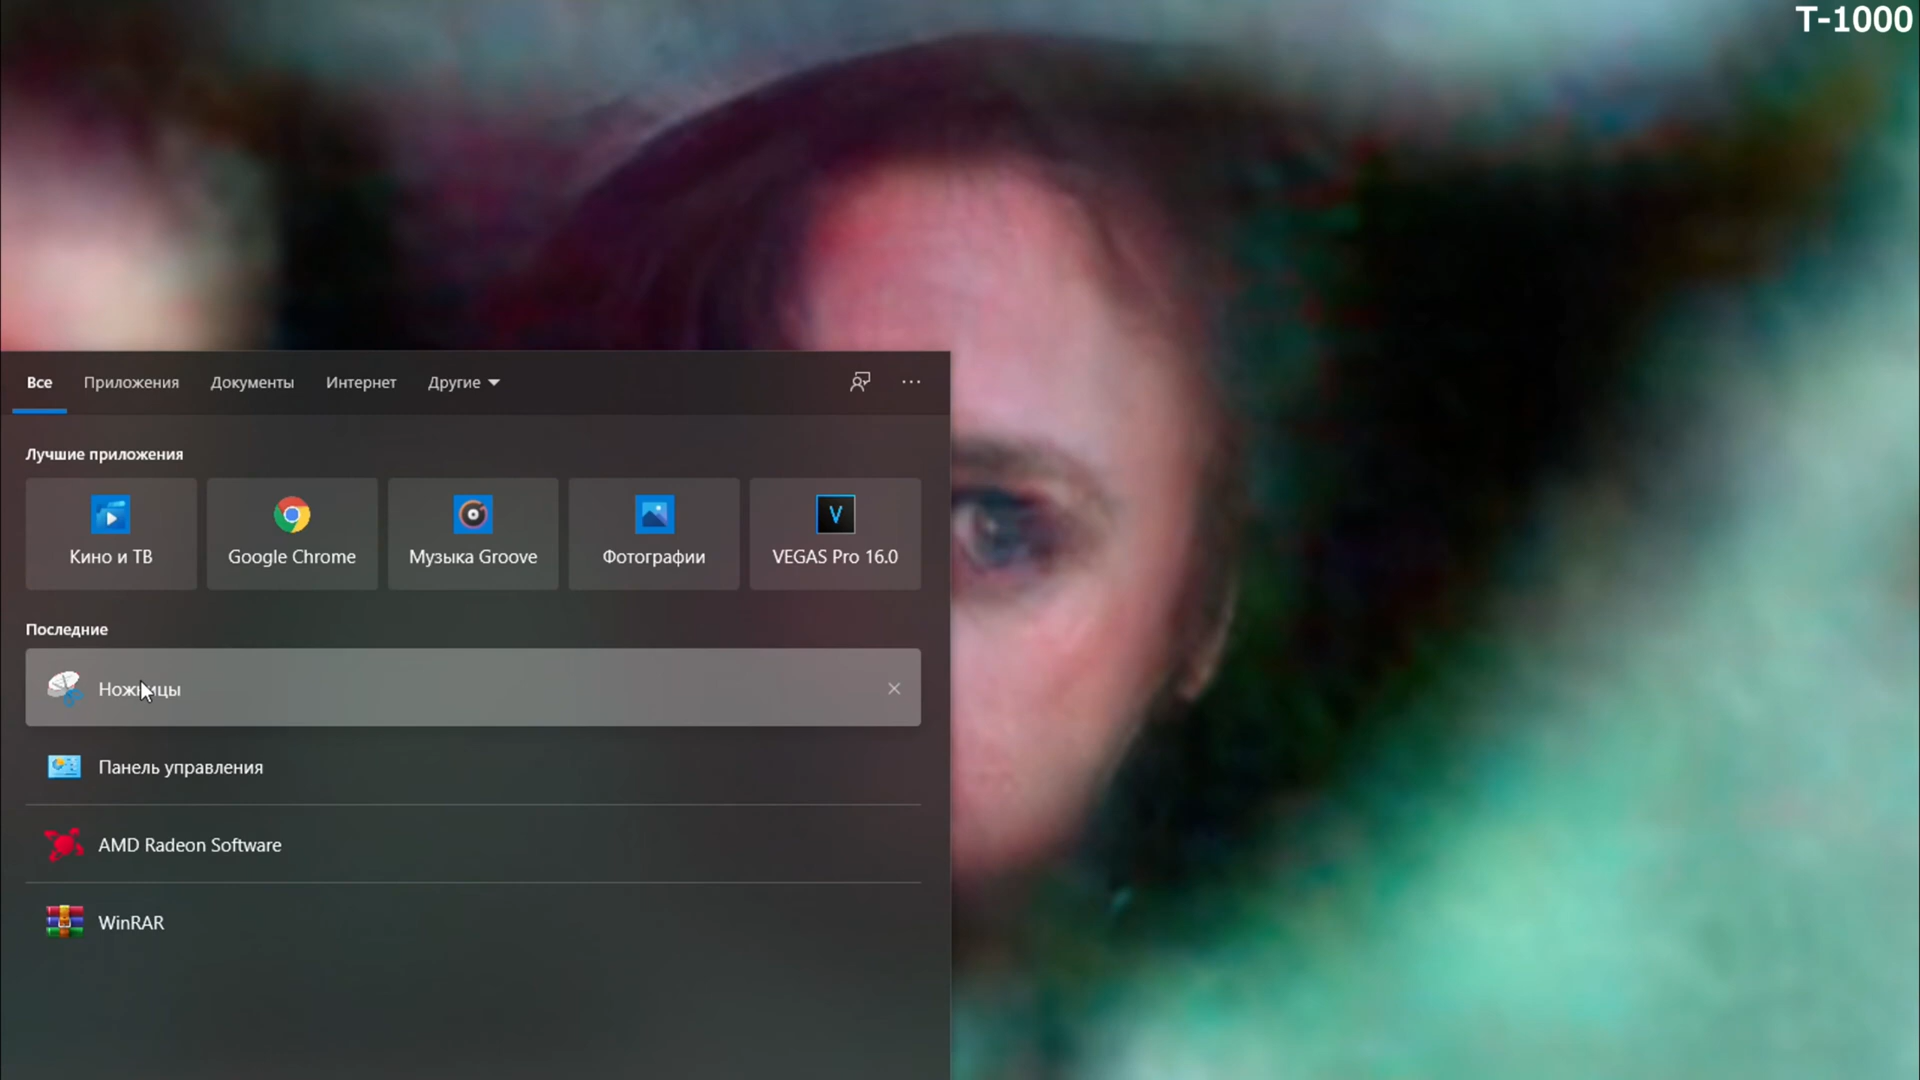 T-1000
Все Приложения Документы Интернет Другие
Лучшие приложения
Кино и ТВ Google Chrome Музыка Groove Фотографии VEGAS Pro 16.0
Последние
Ножницы
Панель управления
AMD Radeon Software
WinRAR